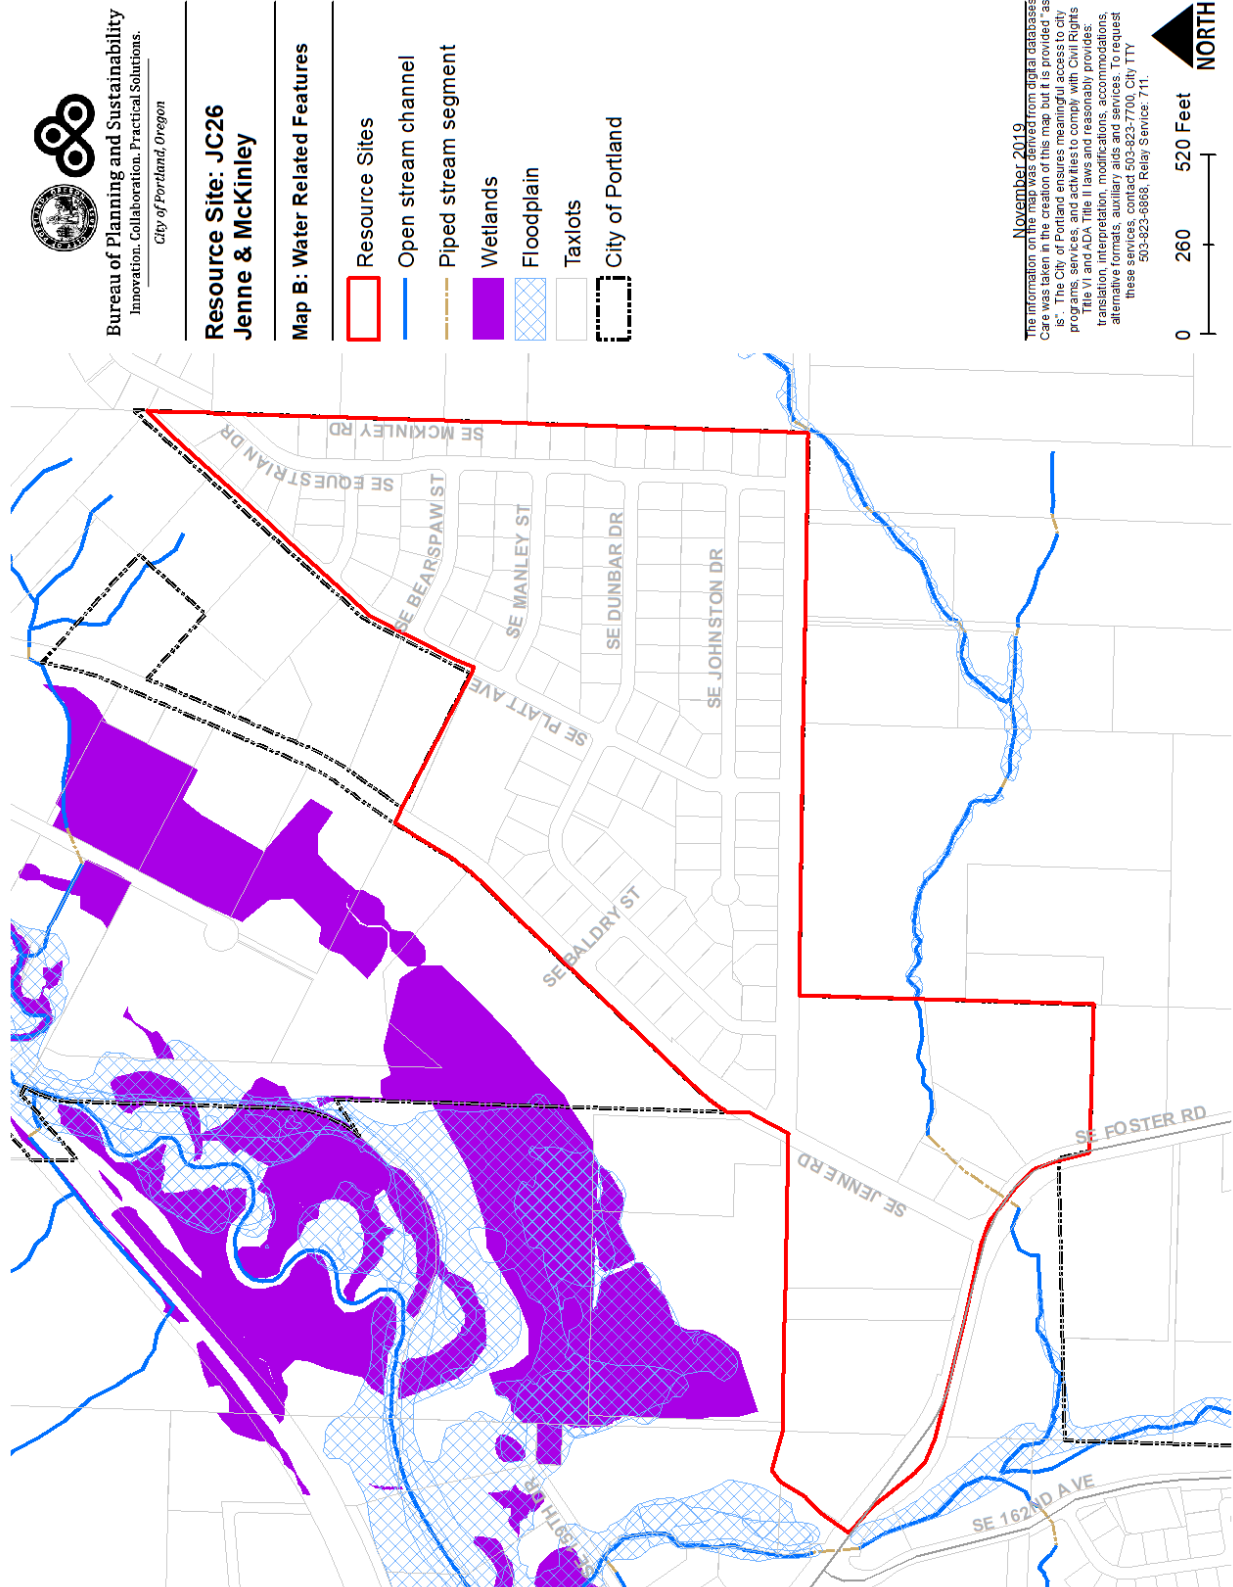 Bureau of Planning and Sustainability
Innovation. Collaboration. Practical Solutions.
City of Portland, Oregon
Resource Site: JC26
Jenne & McKinley
Map B: Water Related Features
Resource Sites
Open stream channel
Piped stream segment
Wetlands
Floodplain
Taxlots
City of Portland
November 2019
The information on the map was derived from digital databases
Care was taken in the creation of this map but it is provided "as
is". The City of Portland ensures meaningful access to city
programs, services, and activities to comply with Civil Rights
Title VI and ADA Title II laws and reasonably provides:
translation, interpretation, modifications, accommodations,
alternative formats, auxiliary aids and services. To request
these services, contact 503-823-7700, City TTY
503-823-6868, Relay Service: 711.
0 260 520 Feet
NORTH
SE MCKINLEY RD
SE EQUESTRIAN DR
SE BEARSPAW ST
SE MANLEY ST
SE DUNBAR DR
SE JOHNSTON DR
SE PLATT AVE
SE BALDRY ST
SE JENNE RD
SE FOSTER RD
SE 162ND AVE
SE 159TH DR